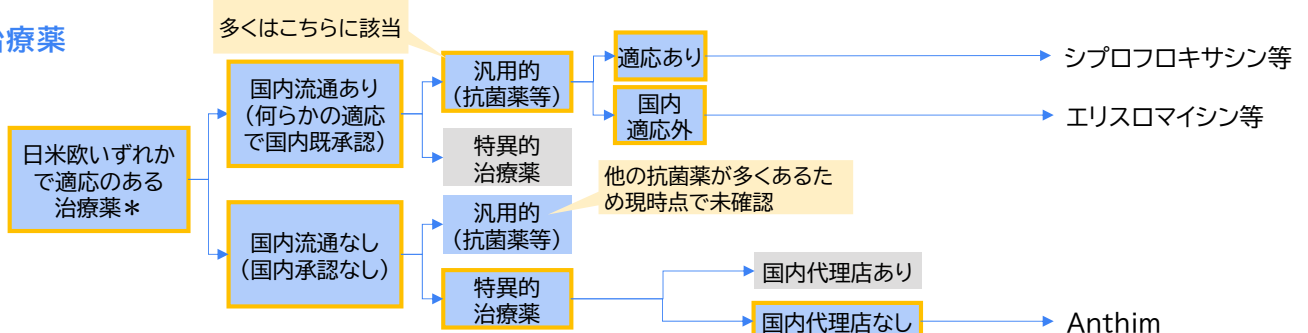 治療薬
多くはこちらに該当
日米欧いずれか
で適応のある
治療薬＊
国内流通あり
（何らかの適応
で国内既承認）
汎用的
（抗菌薬等）
適応あり
シプロフロキサシン等
国内
適応外
エリスロマイシン等
特異的
治療薬
他の抗菌薬が多くあるた
め現時点で未確認
国内流通なし
（国内承認なし）
汎用的
（抗菌薬等）
特異的
治療薬
国内代理店あり
国内代理店なし
Anthim